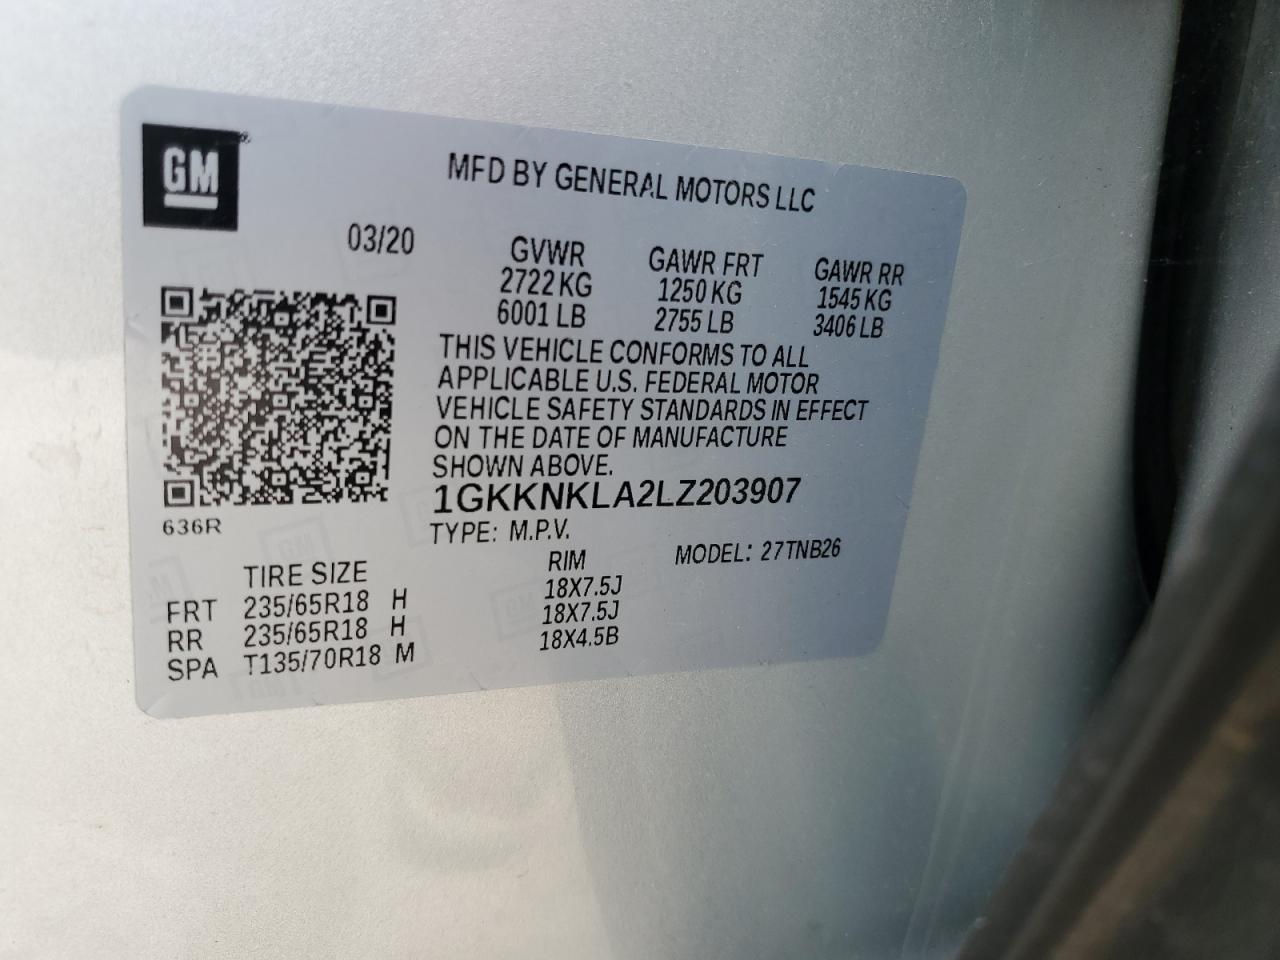 GM
MFD BY GENERAL MOTORS LLC
03/20
GVWR GAWR FRT GAWR RR
2722 KG 1250 KG 1545 KG
6001 LB 2755 LB 3406 LB
THIS VEHICLE CONFORMS TO ALL
APPLICABLE U.S. FEDERAL MOTOR
VEHICLE SAFETY STANDARDS IN EFFECT
ON THE DATE OF MANUFACTURE
SHOWN ABOVE.
1GKKNKLA2LZ203907
636R
TYPE: M.P.V. MODEL: 27TNB26
TIRE SIZE RIM
FRT 235/65R18 H 18X7.5J
RR 235/65R18 H 18X7.5J
SPA T135/70R18 M 18X4.5B